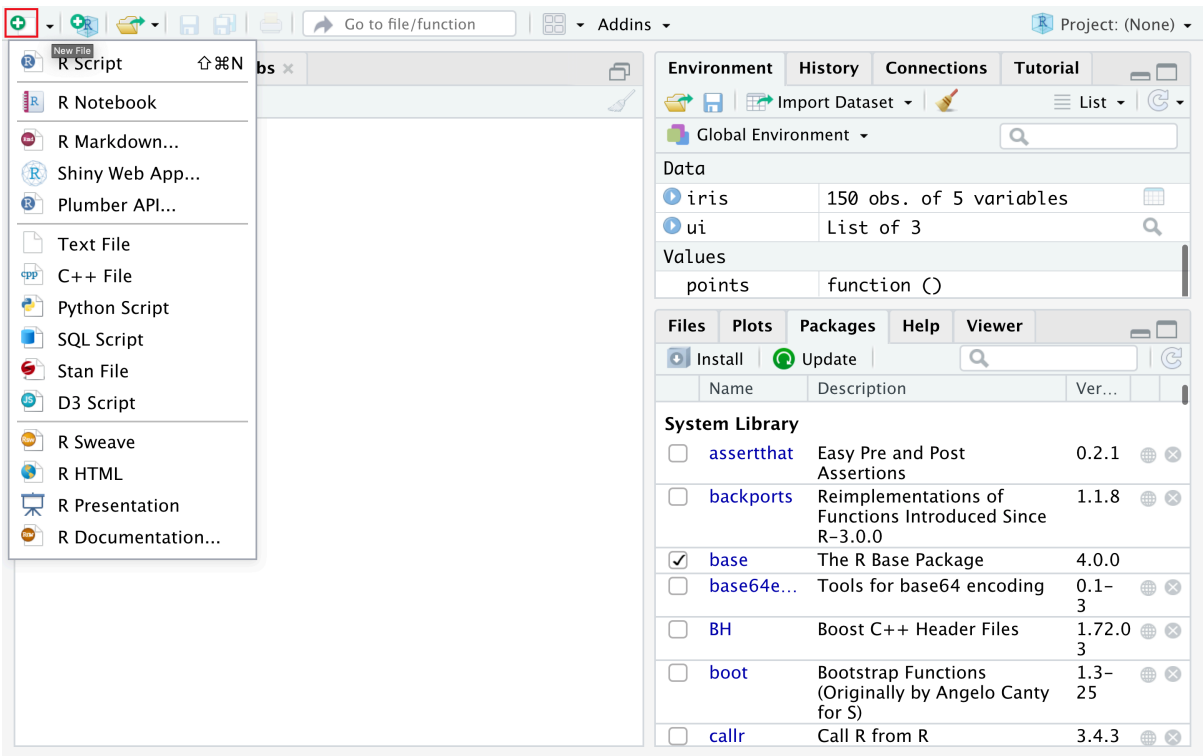 Go to file/function
Addins
Project: (None)
New File
R Script ⇧⌘N
R Notebook
R Markdown...
Shiny Web App...
Plumber API...
Text File
C++ File
Python Script
SQL Script
Stan File
D3 Script
R Sweave
R HTML
R Presentation
R Documentation...
bs
Environment History Connections Tutorial
Import Dataset
List
Global Environment
Data
iris 150 obs. of 5 variables
ui List of 3
Values
points function ()
Files Plots Packages Help Viewer
Install Update
Name Description Ver...
System Library
assertthat Easy Pre and Post 0.2.1
Assertions
backports Reimplementations of 1.1.8
Functions Introduced Since
R-3.0.0
base The R Base Package 4.0.0
base64e... Tools for base64 encoding 0.1-
3
BH Boost C++ Header Files 1.72.0
3
boot Bootstrap Functions 1.3-
(Originally by Angelo Canty 25
for S)
callr Call R from R 3.4.3